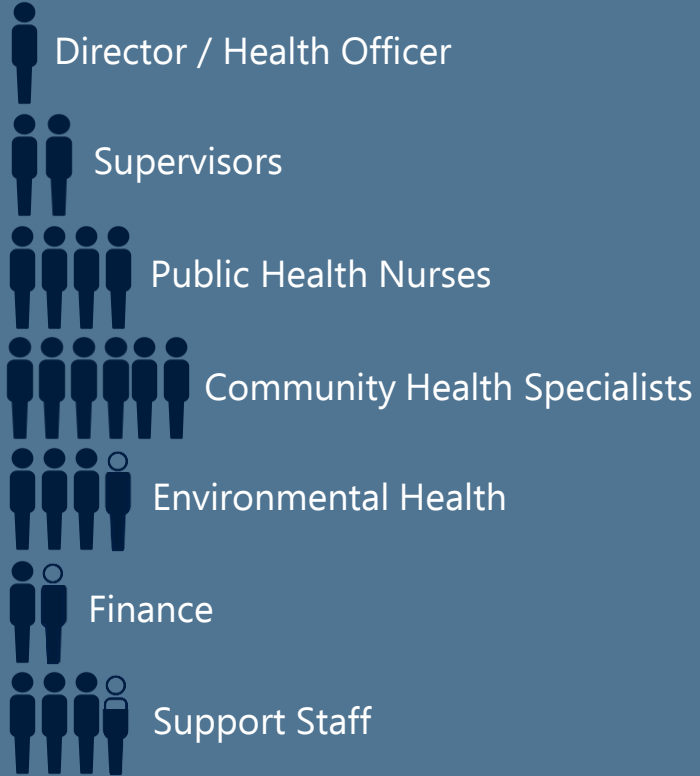 Director / Health Officer
Supervisors
Public Health Nurses
Community Health Specialists
Environmental Health
Finance
Support Staff